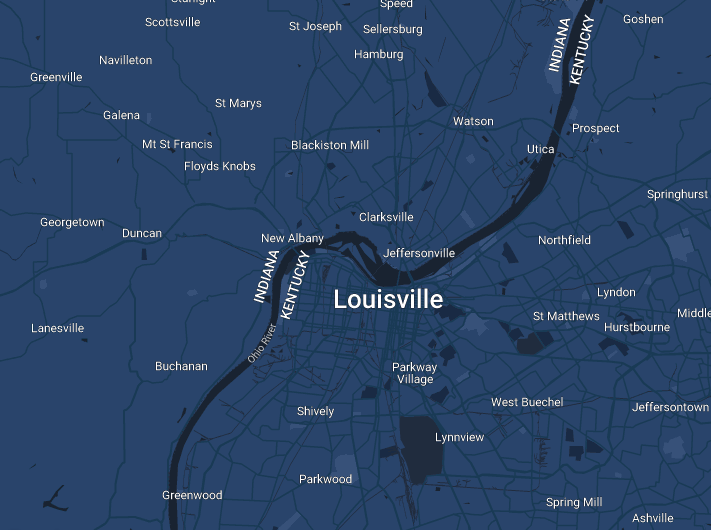 Speed
Scottsville
St Joseph
Sellersburg
Goshen
INDIANA
KENTUCKY
Hamburg
Navilleton
Greenville
St Marys
Galena
Watson
Prospect
Mt St Francis
Blackiston Mill
Utica
Floyds Knobs
Springhurst
Clarksville
Georgetown
Duncan
New Albany
Northfield
Jeffersonville
INDIANA
KENTUCKY
Louisville
Lyndon
St Matthews
Middle
Hurstbourne
Lanesville
Ohio River
Buchanan
Parkway
Village
West Buechel
Jeffersontown
Shively
Lynnview
Parkwood
Greenwood
Spring Mill
Ashville